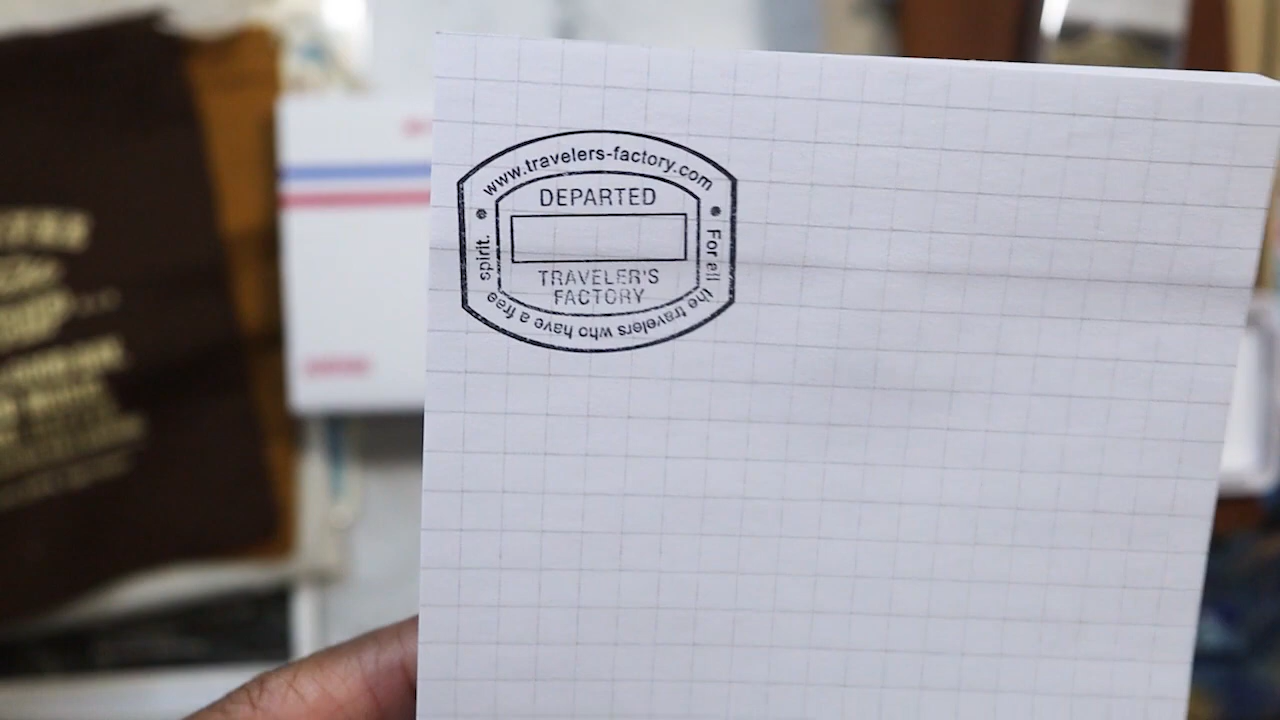 www.travelers-factory.com
DEPARTED
TRAVELER'S
FACTORY
For all the travelers who have a free spirit.